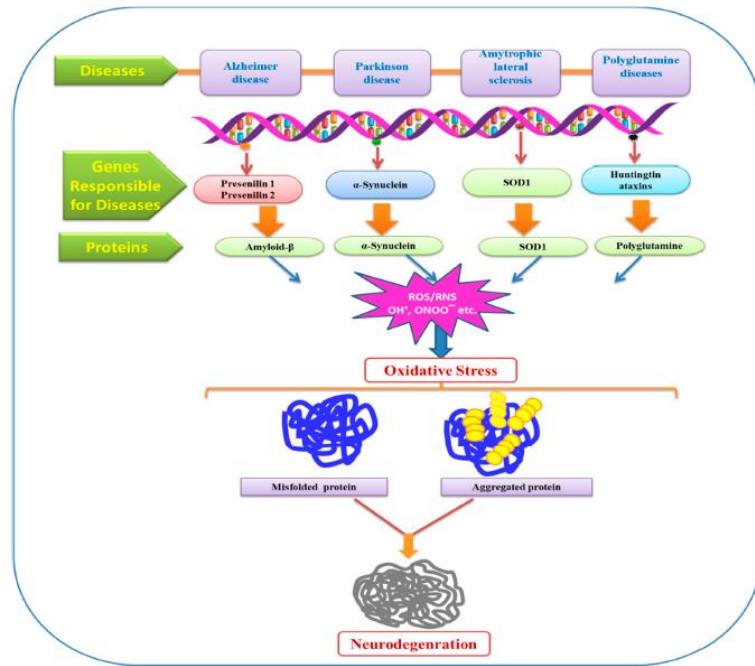 Diseases
Alzheimer
disease
Parkinson
disease
Amytrophic
lateral
sclerosis
Polyglutamine
diseases
Genes
Responsible
for Diseases
Presenilin 1
Presenilin 2
α-Synuclein
SOD1
Huntingtin
ataxins
Proteins
Amyloid-β
α-Synuclein
SOD1
Polyglutamine
ROS/RNS
OH•, ONOO⁻ etc.
Oxidative Stress
Misfolded protein
Aggregated protein
Neurodegenration